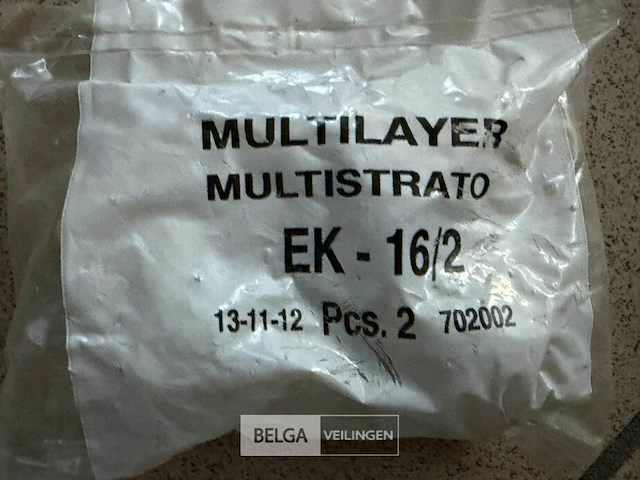 MULTILAYER
MULTISTRATO
EK - 16/2
13-11-12 Pcs. 2 702002
BELGA VEILINGEN